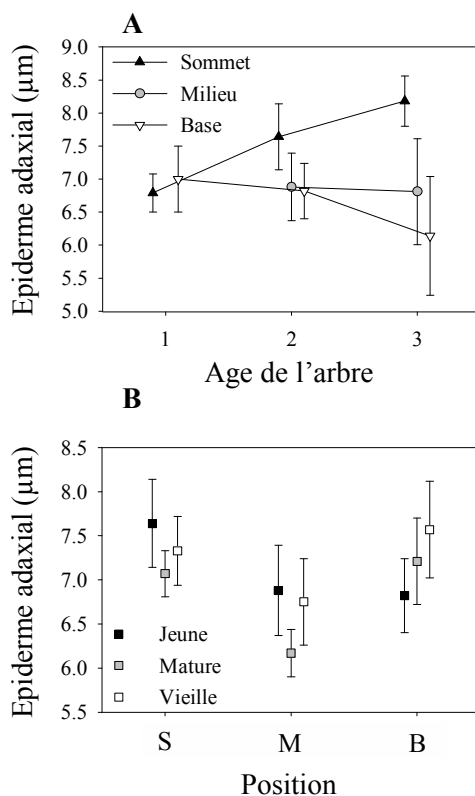 A
Epiderme adaxial (µm)
9.0
8.5
8.0
7.5
7.0
6.5
6.0
5.5
5.0
Sommet
Milieu
Base
1 2 3
Age de l’arbre
B
Epiderme adaxial (µm)
8.5
8.0
7.5
7.0
6.5
6.0
5.5
Jeune
Mature
Vieille
S M B
Position